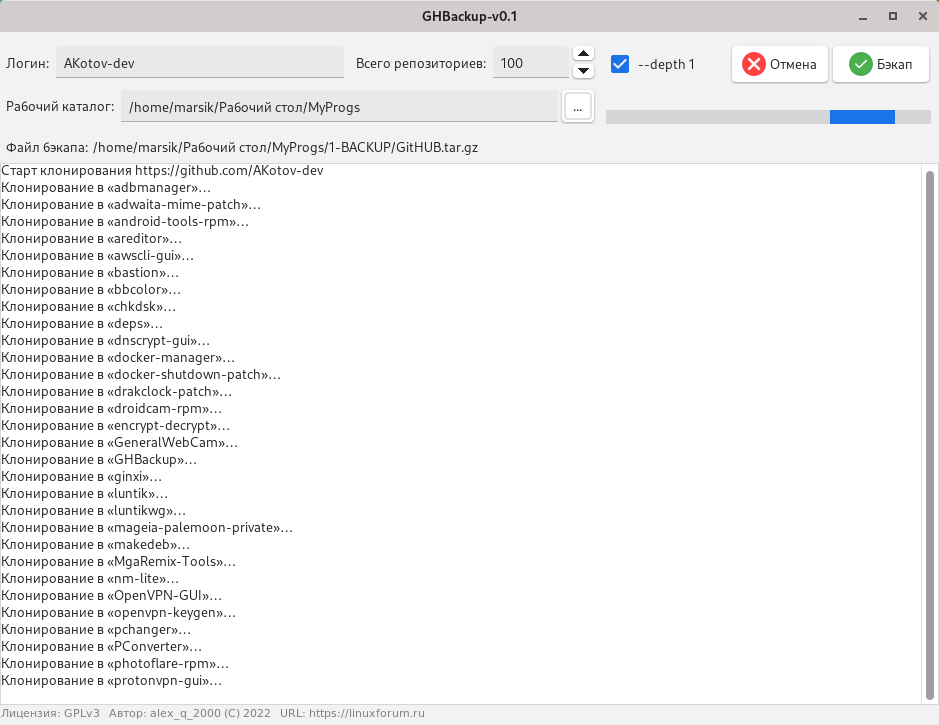 GHBackup-v0.1
Логин: AKotov-dev Всего репозиториев: 100 --depth 1 Отмена Бэкап
Рабочий каталог: /home/marsik/Рабочий стол/MyProgs ...
Файл бэкапа: /home/marsik/Рабочий стол/MyProgs/1-BACKUP/GitHUB.tar.gz
Старт клонирования https://github.com/AKotov-dev
Клонирование в «adbmanager»…
Клонирование в «adwaita-mime-patch»…
Клонирование в «android-tools-rpm»…
Клонирование в «areditor»…
Клонирование в «awscli-gui»…
Клонирование в «bastion»…
Клонирование в «bbcolor»…
Клонирование в «chkdsk»…
Клонирование в «deps»…
Клонирование в «dnscrypt-gui»…
Клонирование в «docker-manager»…
Клонирование в «docker-shutdown-patch»…
Клонирование в «drakclock-patch»…
Клонирование в «droidcam-rpm»…
Клонирование в «encrypt-decrypt»…
Клонирование в «GeneralWebCam»…
Клонирование в «GHBackup»…
Клонирование в «ginxi»…
Клонирование в «luntik»…
Клонирование в «luntikwg»…
Клонирование в «mageia-palemoon-private»…
Клонирование в «makedeb»…
Клонирование в «MgaRemix-Tools»…
Клонирование в «nm-lite»…
Клонирование в «OpenVPN-GUI»…
Клонирование в «openvpn-keygen»…
Клонирование в «pchanger»…
Клонирование в «PConverter»…
Клонирование в «photoflare-rpm»…
Клонирование в «protonvpn-gui»…
Лицензия: GPLv3 Автор: alex_q_2000 (C) 2022 URL: https://linuxforum.ru